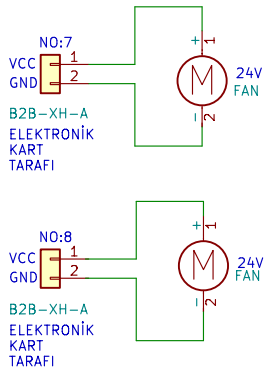 NO:7
VCC 1
GND 2
B2B-XH-A
ELEKTRONİK
KART
TARAFI
+ 1
M
- 2
24V
FAN
NO:8
VCC 1
GND 2
B2B-XH-A
ELEKTRONİK
KART
TARAFI
+ 1
M
- 2
24V
FAN